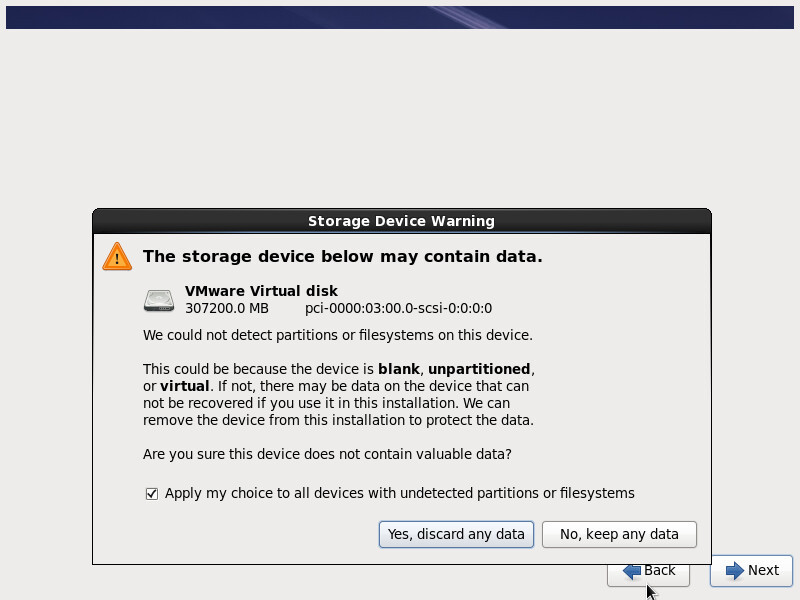 Storage Device Warning
The storage device below may contain data.
VMware Virtual disk
307200.0 MB pci-0000:03:00.0-scsi-0:0:0:0
We could not detect partitions or filesystems on this device.
This could be because the device is blank, unpartitioned,
or virtual. If not, there may be data on the device that can
not be recovered if you use it in this installation. We can
remove the device from this installation to protect the data.
Are you sure this device does not contain valuable data?
Apply my choice to all devices with undetected partitions or filesystems
Yes, discard any data No, keep any data
Back Next